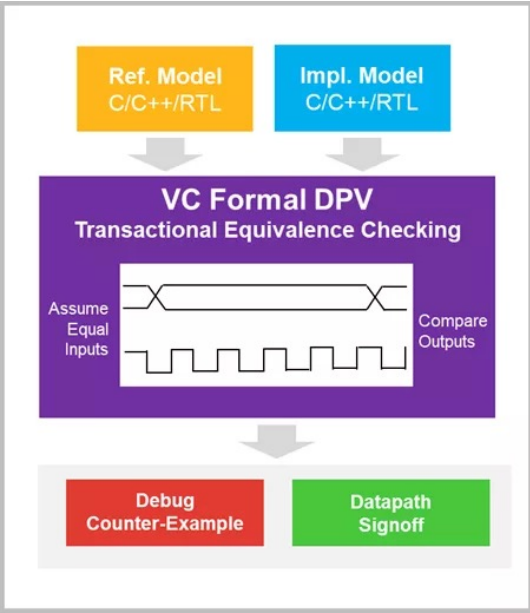 Ref. Model
C/C++/RTL
Impl. Model
C/C++/RTL
VC Formal DPV
Transactional Equivalence Checking
Assume
Equal
Inputs
Compare
Outputs
Debug
Counter-Example
Datapath
Signoff